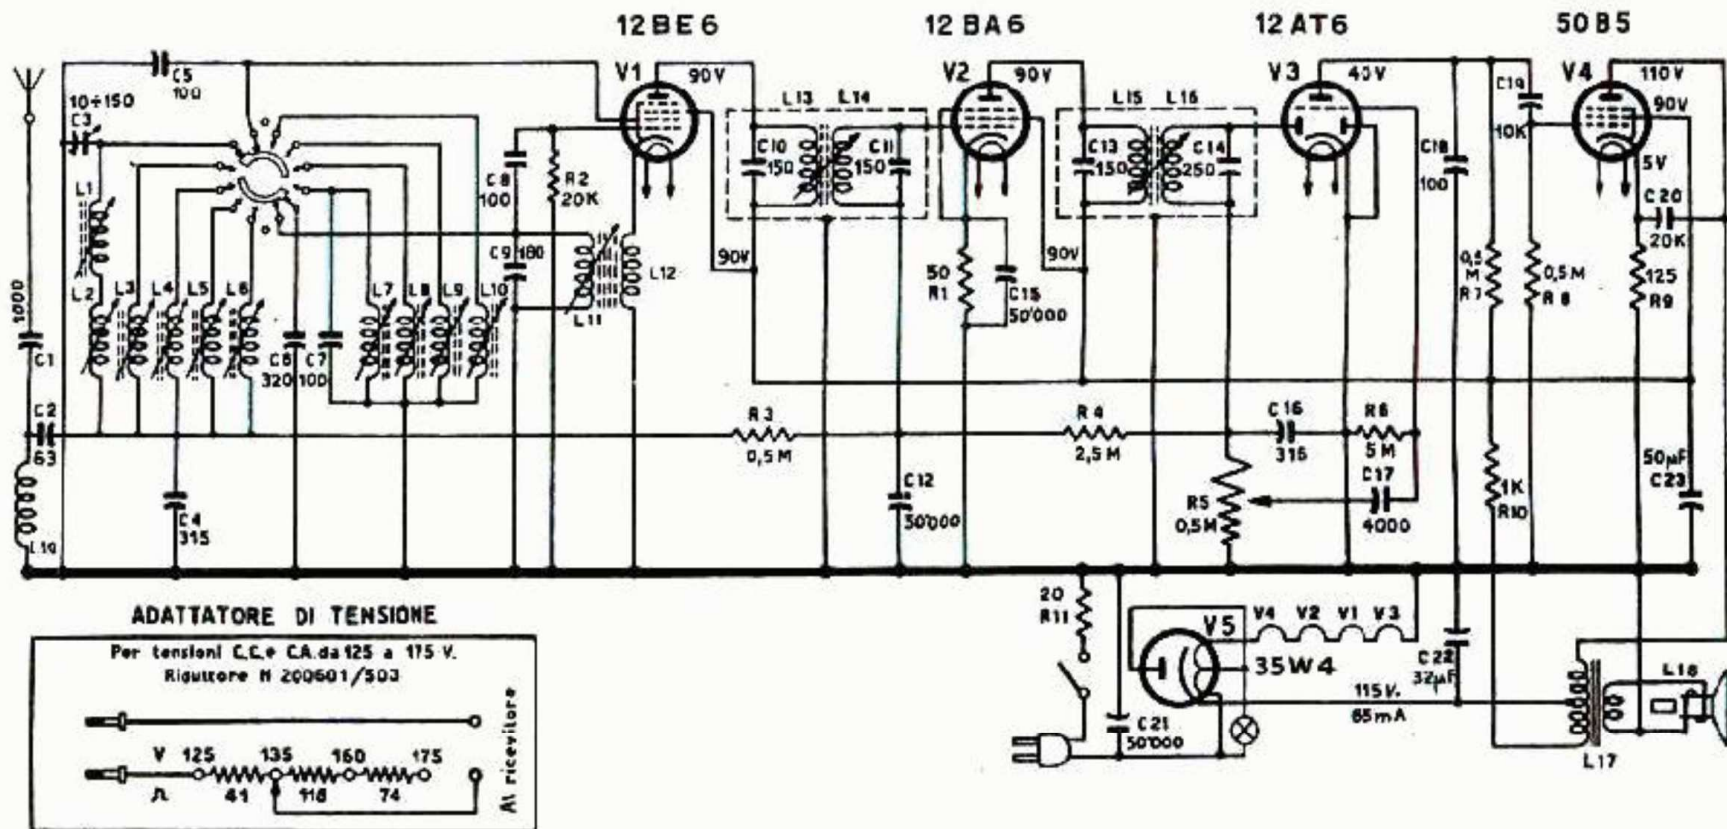 12BE6 12BA6 12AT6 50B5
C5
100
V1
90V
V2
90V
V3
40V
C19
10K
V4
110V
90V
5V
10÷150
C3
L13 L14
L15 L16
C10
150
C11
150
C13
150
C14
250
C18
100
C8
100
R2
20K
C20
20K
L1
C9 180
90V
90V
L12
L11
50
R1
C15
50'000
0,5
M
R7
0,5M
R8
125
R9
1000
C1
L2 L3 L4 L5 L6
L7 L8 L9 L10
C6
320
C7
100
C2
63
R3
0,5M
R4
2,5M
C16
315
R6
5M
C17
4000
50µF
C23
C4
315
C12
50'000
R5
0,5M
1K
R10
L19
ADATTATORE DI TENSIONE
Per tensioni C.C. e C.A. da 125 a 175 V.
Riduttore N 200601/503
V 125 135 160 175
Ω 41 118 74
Al ricevitore
20
R11
V5
V4 V2 V1 V3
35W4
115V.
65mA
C21
50'000
C22
32µF
L18
L17